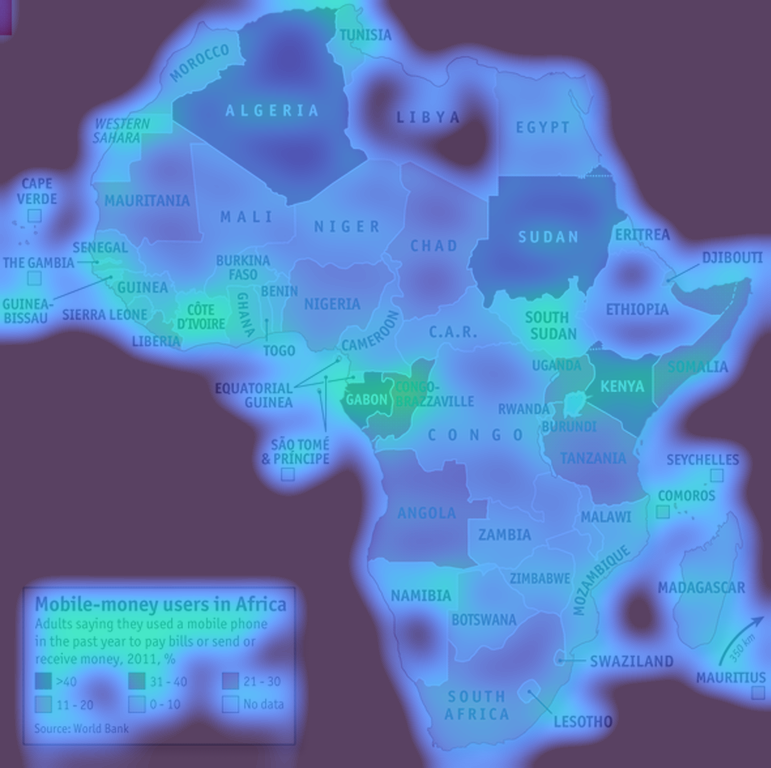 TUNISIA
MOROCCO
ALGERIA
LIBYA
EGYPT
WESTERN
SAHARA
CAPE
VERDE
MAURITANIA
MALI
NIGER
CHAD
SUDAN
ERITREA
DJIBOUTI
SENEGAL
THE GAMBIA
GUINEA-
BISSAU
GUINEA
SIERRA LEONE
LIBERIA
BURKINA
FASO
CÔTE
D'IVOIRE
GHANA
BENIN
TOGO
NIGERIA
CAMEROON
C.A.R.
SOUTH
SUDAN
ETHIOPIA
SOMALIA
EQUATORIAL
GUINEA
GABON
CONGO-
BRAZZAVILLE
UGANDA
KENYA
RWANDA
BURUNDI
CONGO
SÃO TOMÉ
& PRÍNCIPE
TANZANIA
SEYCHELLES
COMOROS
ANGOLA
ZAMBIA
MALAWI
MOZAMBIQUE
ZIMBABWE
MADAGASCAR
NAMIBIA
BOTSWANA
350 km
MAURITIUS
SWAZILAND
SOUTH
AFRICA
LESOTHO
Mobile-money users in Africa
Adults saying they used a mobile phone
in the past year to pay bills or send or
receive money, 2011, %
>40 31 - 40 21 - 30
11 - 20 0 - 10 No data
Source: World Bank